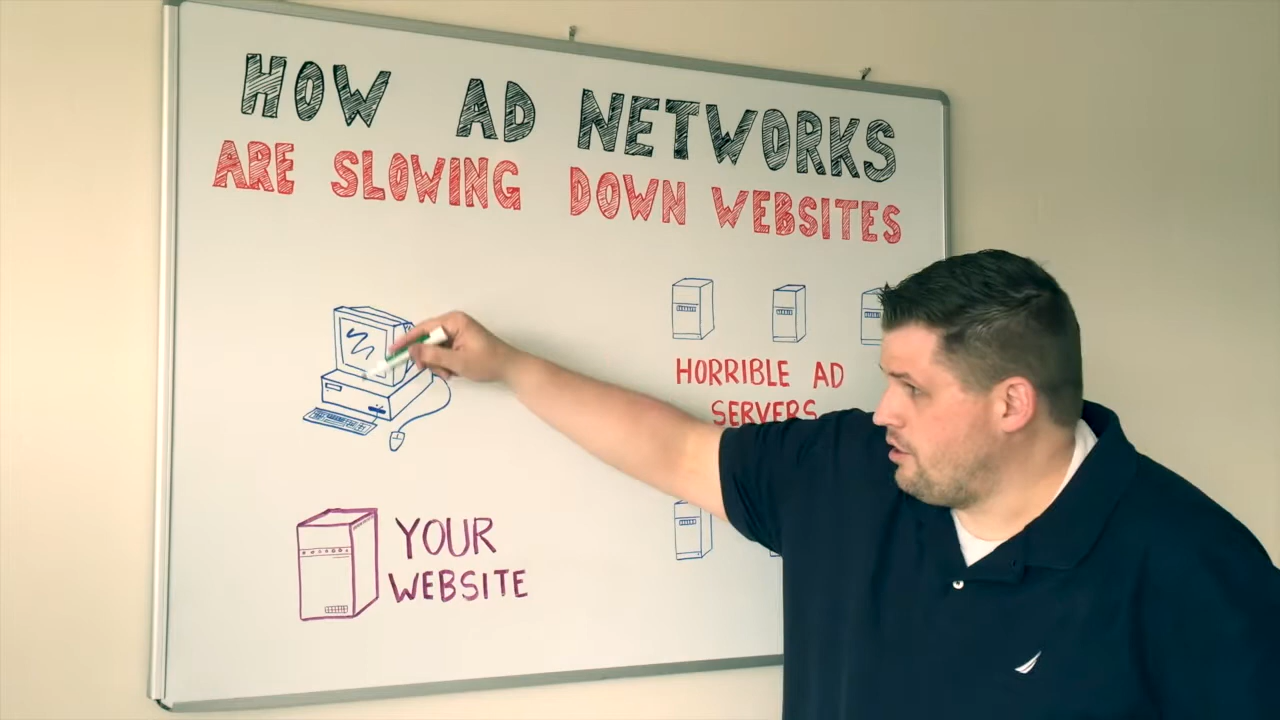 HOW AD NETWORKS
ARE SLOWING DOWN WEBSITES
HORRIBLE AD
SERVERS
YOUR
WEBSITE